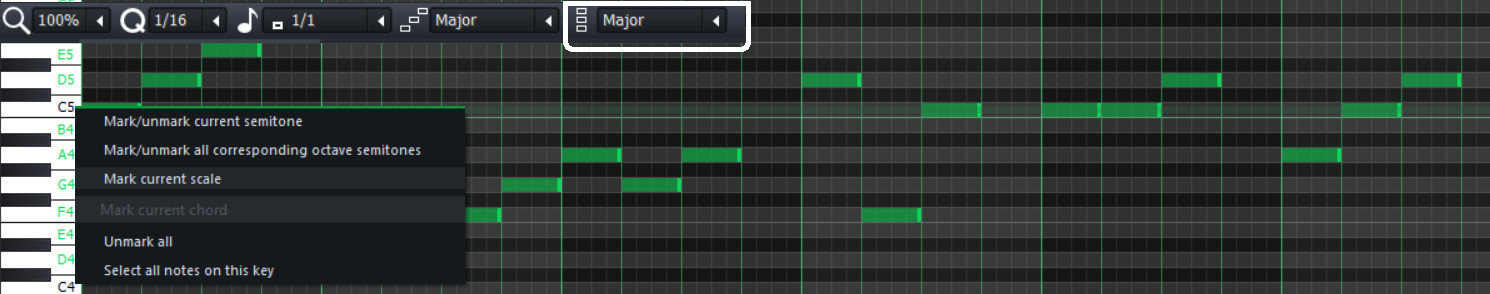 100%
1/16
1/1
Major
Major
E5
D5
C5
B4
A4
G4
F4
E4
D4
C4
Mark/unmark current semitone
Mark/unmark all corresponding octave semitones
Mark current scale
Mark current chord
Unmark all
Select all notes on this key